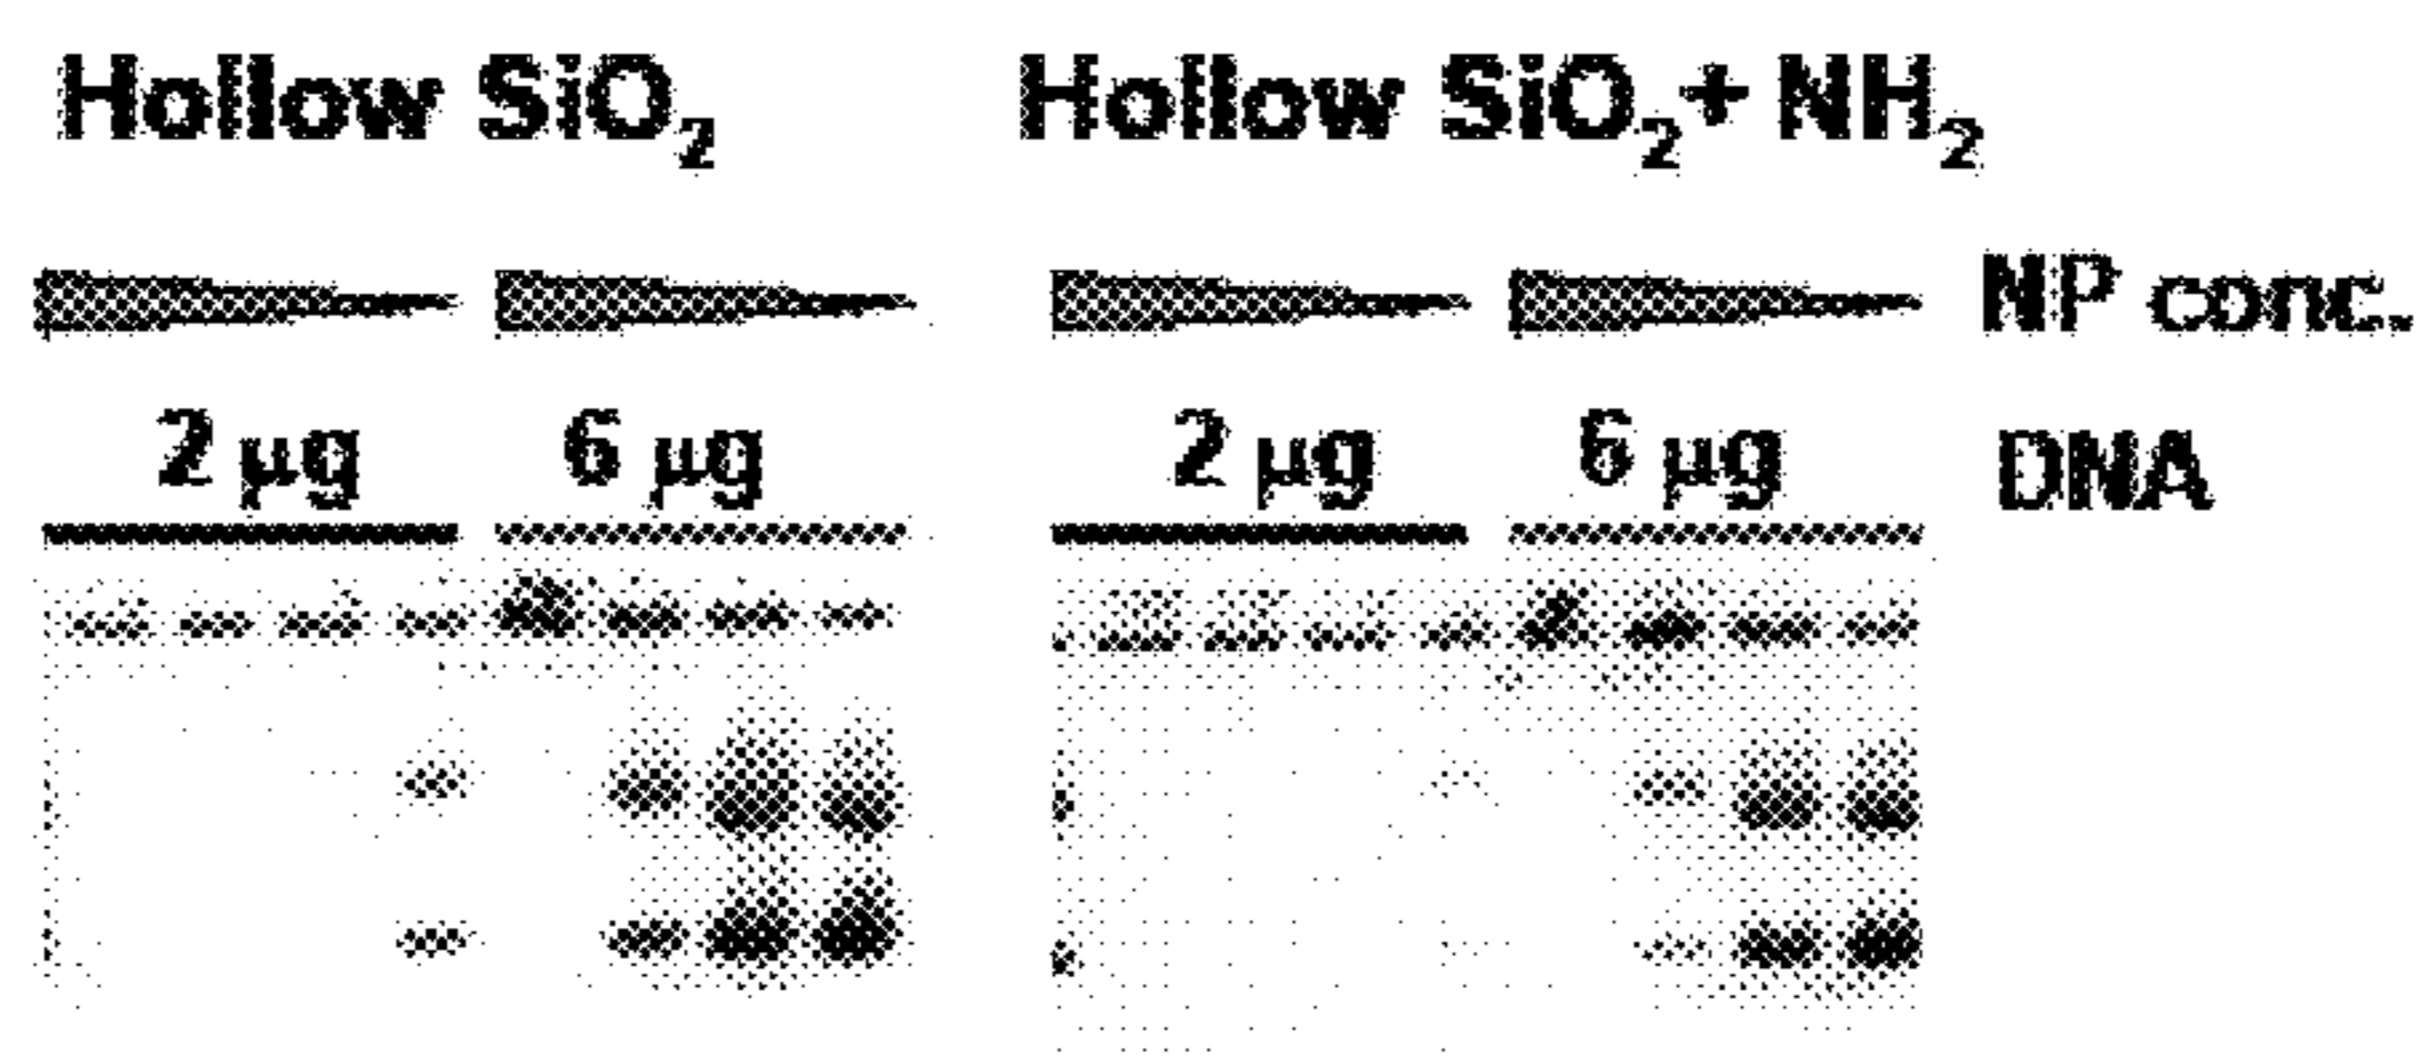 Hollow SiO₂ Hollow SiO₂+ NH₂
NP conc.
2 µg 6 µg 2 µg 6 µg DNA